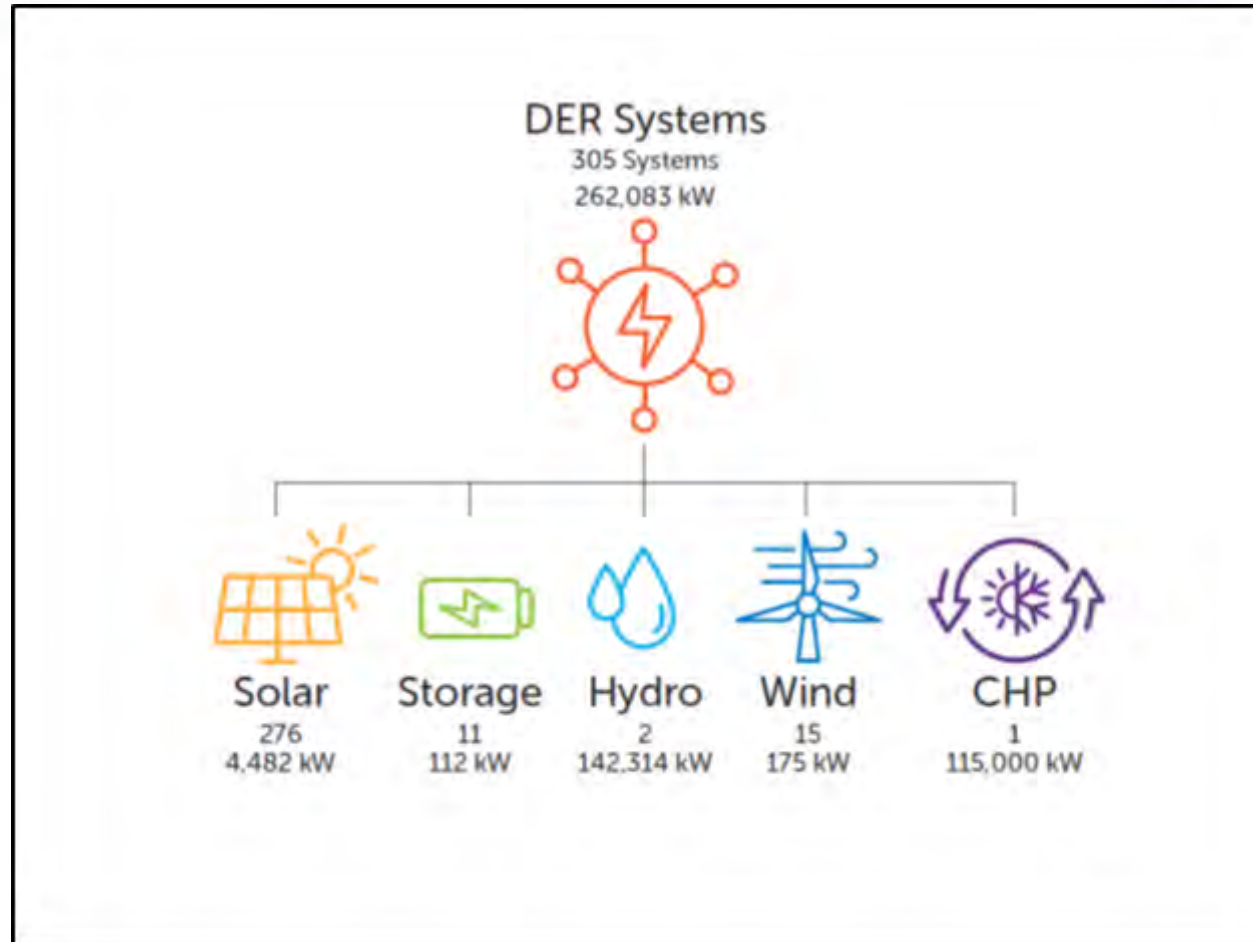 DER Systems
305 Systems
262,083 kW
Solar
276
4,482 kW
Storage
11
112 kW
Hydro
2
142,314 kW
Wind
15
175 kW
CHP
1
115,000 kW